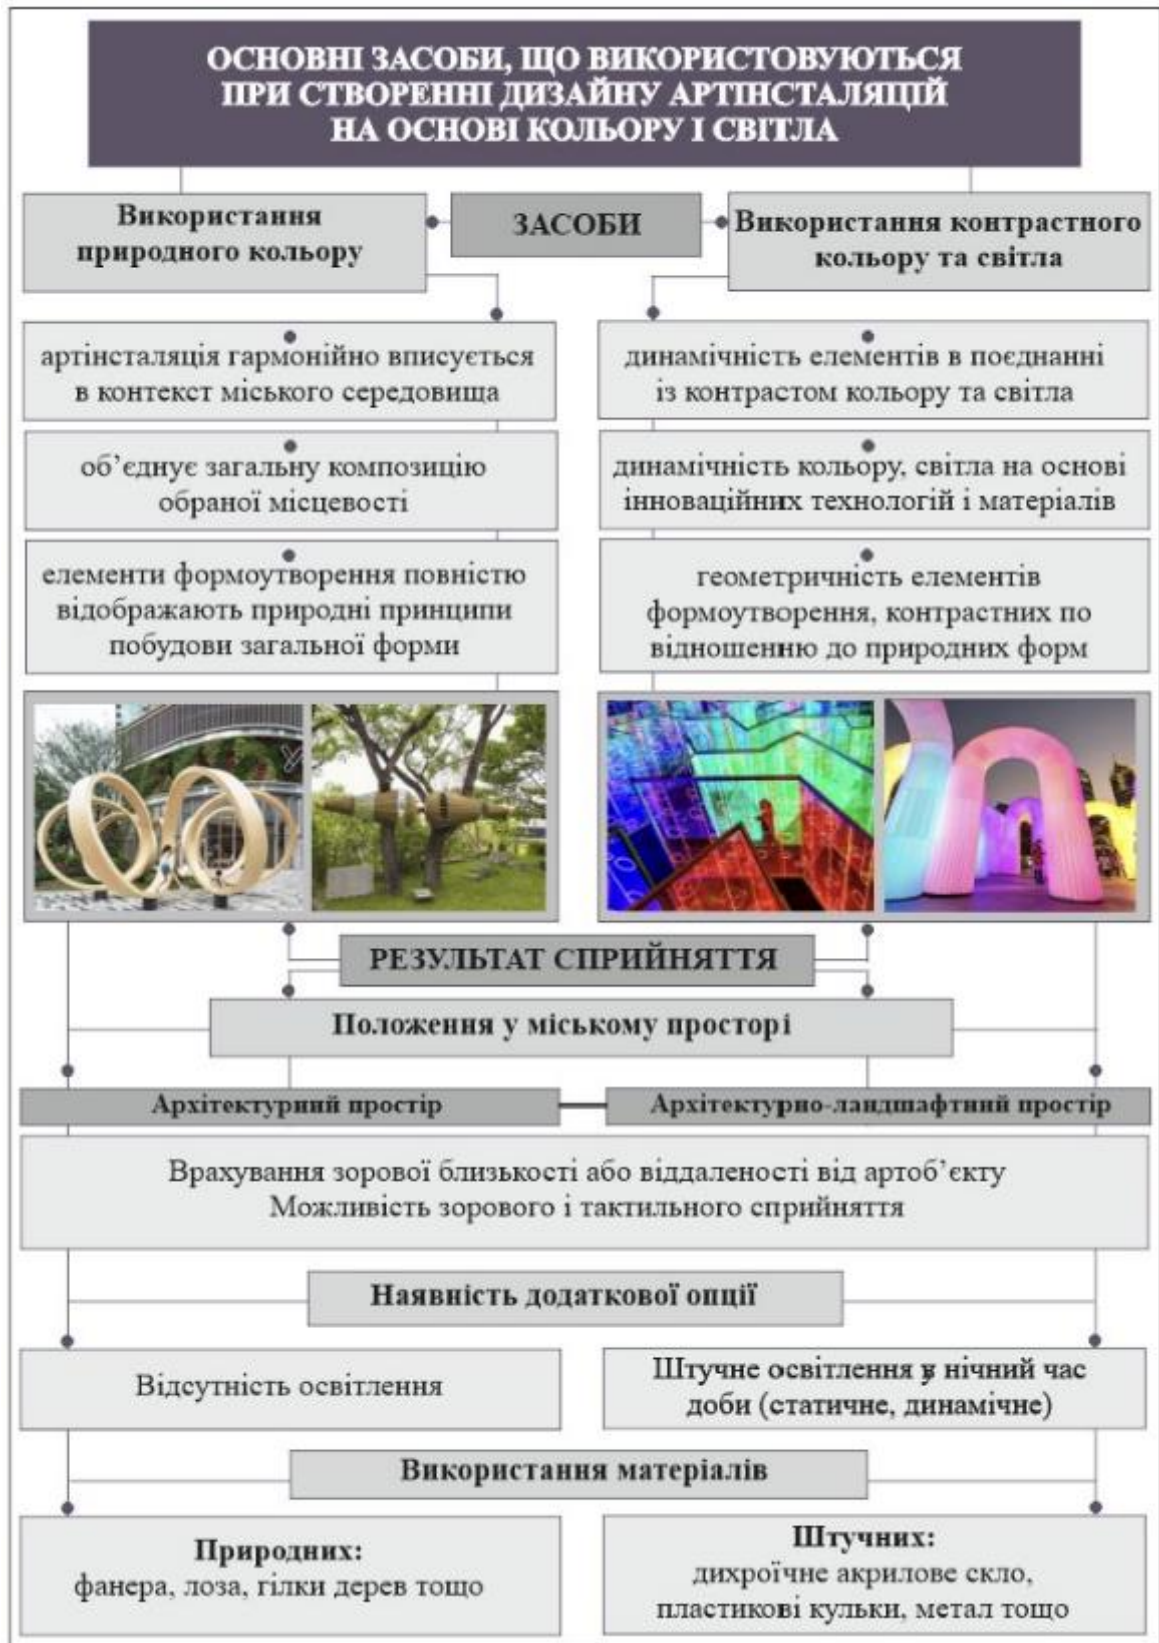 ОСНОВНІ ЗАСОБИ, ЩО ВИКОРИСТОВУЮТЬСЯ
ПРИ СТВОРЕННІ ДИЗАЙНУ АРТІНСТАЛЯЦІЙ
НА ОСНОВІ КОЛЬОРУ І СВІТЛА
Використання
природного кольору
ЗАСОБИ
Використання контрастного
кольору та світла
артінсталяція гармонійно вписується
в контекст міського середовища
динамічність елементів в поєднанні
із контрастом кольору та світла
об’єднує загальну композицію
обраної місцевості
динамічність кольору, світла на основі
інноваційних технологій і матеріалів
елементи формоутворення повністю
відображають природні принципи
побудови загальної форми
геометричність елементів
формоутворення, контрастних по
відношенню до природних форм
РЕЗУЛЬТАТ СПРИЙНЯТТЯ
Положення у міському просторі
Архітектурний простір
Архітектурно-ландшафтний простір
Врахування зорової близькості або віддаленості від артоб’єкту
Можливість зорового і тактильного сприйняття
Наявність додаткової опції
Відсутність освітлення
Штучне освітлення в нічний час
доби (статичне, динамічне)
Використання матеріалів
Природних:
фанера, лоза, гілки дерев тощо
Штучних:
дихроїчне акрилове скло,
пластикові кульки, метал тощо